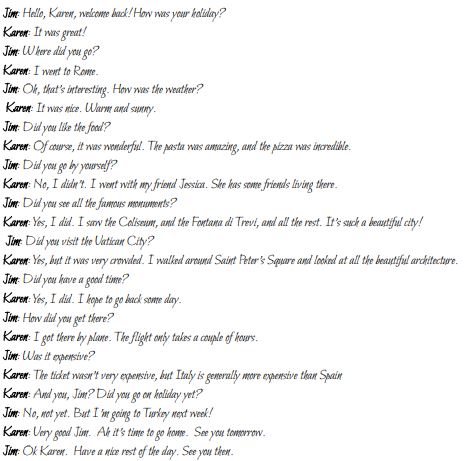 Jim: Hello, Karen, welcome back! How was your holiday?
Karen: It was great!
Jim: Where did you go?
Karen: I went to Rome.
Jim: Oh, that's interesting. How was the weather?
Karen: It was nice. Warm and sunny.
Jim: Did you like the food?
Karen: Of course, it was wonderful. The pasta was amazing, and the pizza was incredible.
Jim: Did you go by yourself?
Karen: No, I didn't. I went with my friend Jessica. She has some friends living there.
Jim: Did you see all the famous monuments?
Karen: Yes, I did. I saw the Coliseum, and the Fontana di Trevi, and all the rest. It's such a beautiful city!
Jim: Did you visit the Vatican City?
Karen: Yes, but it was very crowded. I walked around Saint Peter's Square and looked at all the beautiful architecture.
Jim: Did you have a good time?
Karen: Yes, I did. I hope to go back some day.
Jim: How did you get there?
Karen: I got there by plane. The flight only takes a couple of hours.
Jim: Was it expensive?
Karen: The ticket wasn't very expensive, but Italy is generally more expensive than Spain
Karen: And you, Jim? Did you go on holiday yet?
Jim: No, not yet. But I'm going to Turkey next week!
Karen: Very good Jim. Ah it's time to go home. See you tomorrow.
Jim: Ok Karen. Have a nice rest of the day. See you then.